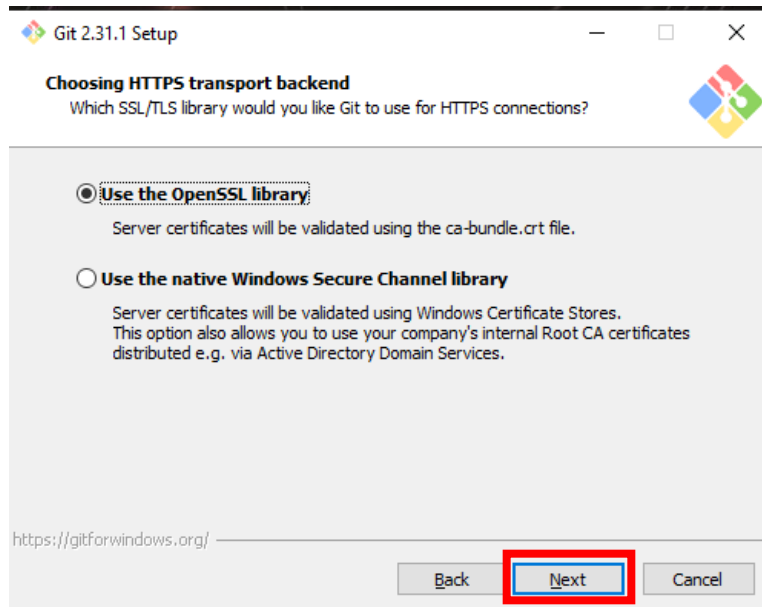 Git 2.31.1 Setup
Choosing HTTPS transport backend
Which SSL/TLS library would you like Git to use for HTTPS connections?
Use the OpenSSL library
Server certificates will be validated using the ca-bundle.crt file.
Use the native Windows Secure Channel library
Server certificates will be validated using Windows Certificate Stores.
This option also allows you to use your company's internal Root CA certificates
distributed e.g. via Active Directory Domain Services.
https://gitforwindows.org/
Back Next Cancel